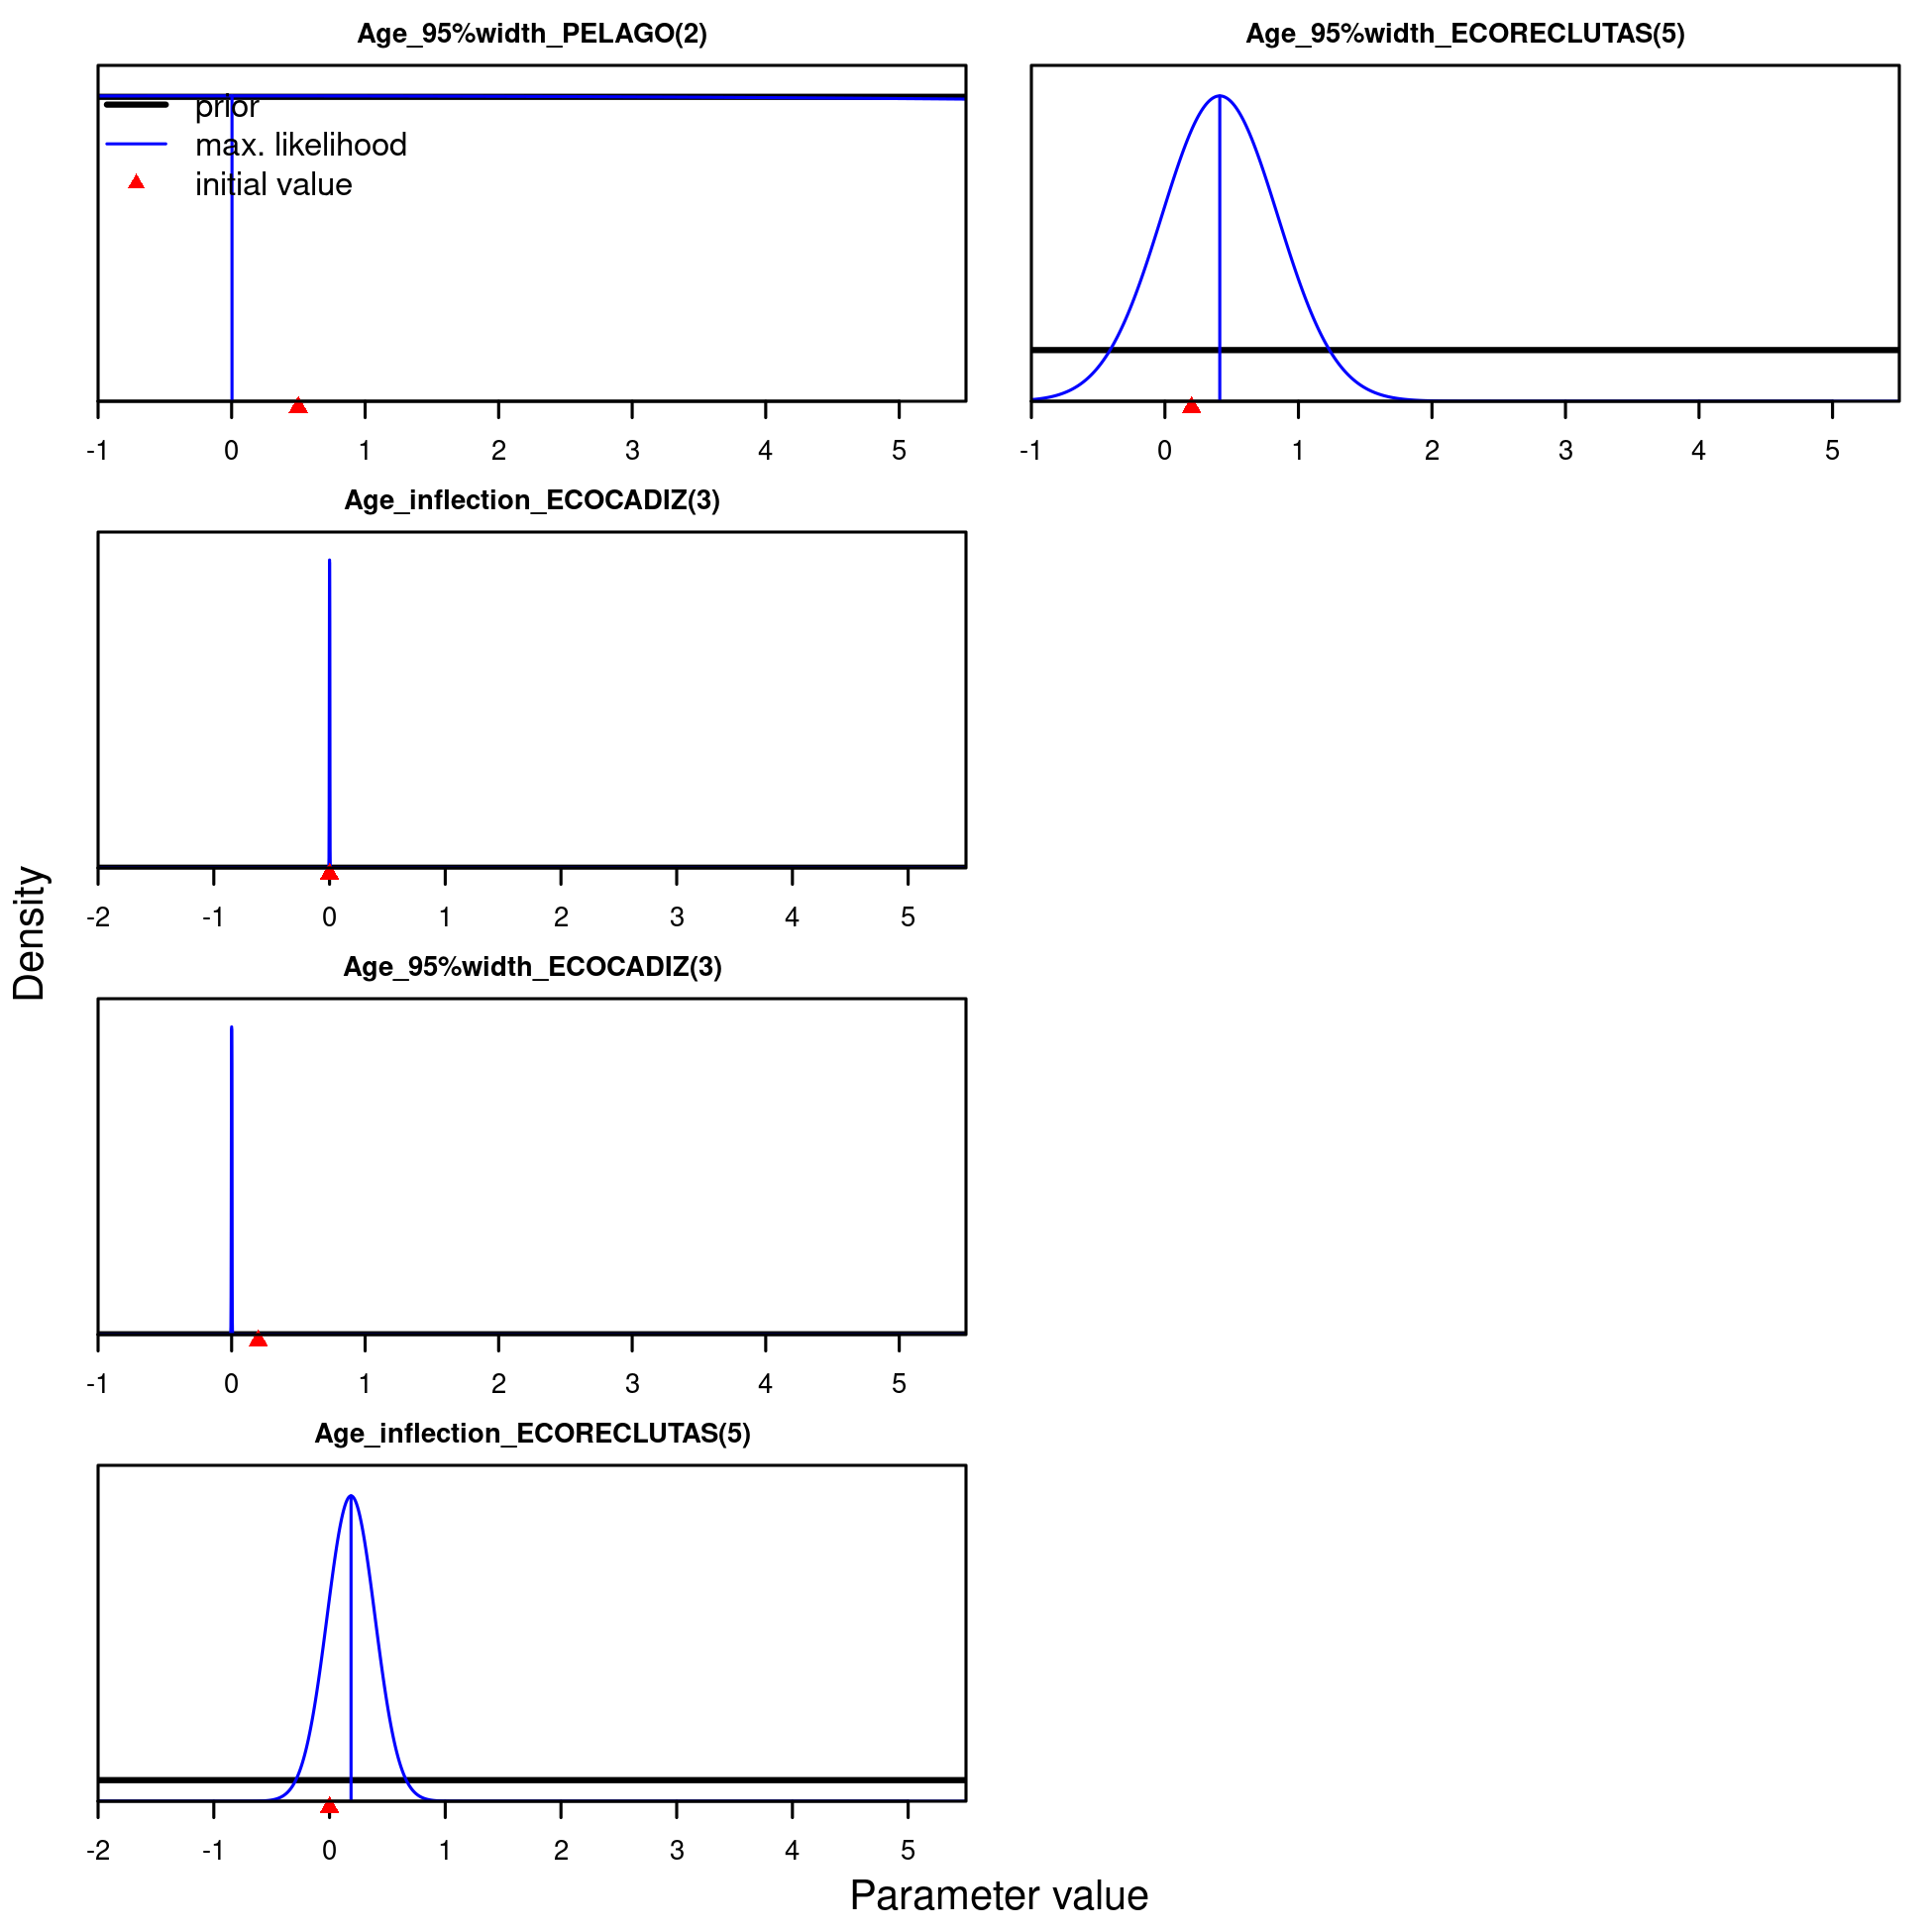 Age_95%width_PELAGO(2)
prior
max. likelihood
initial value
-1 0 1 2 3 4 5
Age_95%width_ECORECLUTAS(5)
-1 0 1 2 3 4 5
Age_inflection_ECOCADIZ(3)
-2 -1 0 1 2 3 4 5
Age_95%width_ECOCADIZ(3)
-1 0 1 2 3 4 5
Age_inflection_ECORECLUTAS(5)
-2 -1 0 1 2 3 4 5
Density
Parameter value